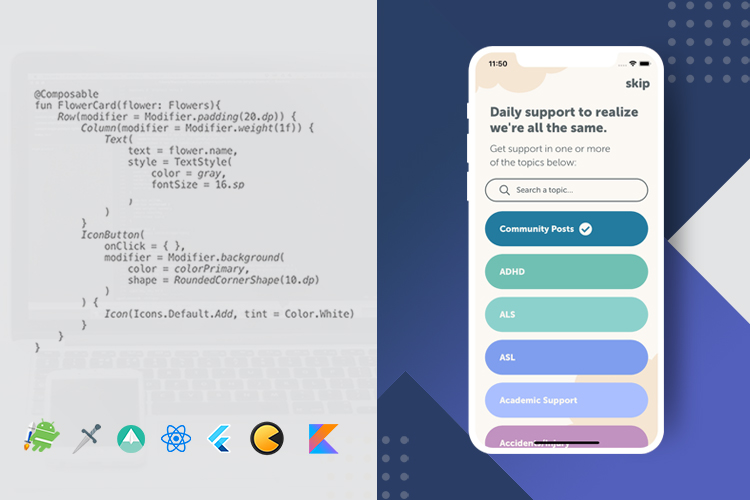 @Composable
fun FlowerCard(flower: Flowers){
Row(modifier = Modifier.padding(20.dp)) {
Column(modifier = Modifier.weight(1f)) {
Text(
text = flower.name,
style = TextStyle(
color = gray,
fontSize = 16.sp
)
)
}
IconButton(
onClick = { },
modifier = Modifier.background(
color = colorPrimary,
shape = RoundedCornerShape(10.dp)
)
) {
Icon(Icons.Default.Add, tint = Color.White)
}
}
}
11:50
skip
Daily support to realize
we're all the same.
Get support in one or more
of the topics below:
Search a topic...
Community Posts
ADHD
ALS
ASL
Academic Support
Accident/Injury